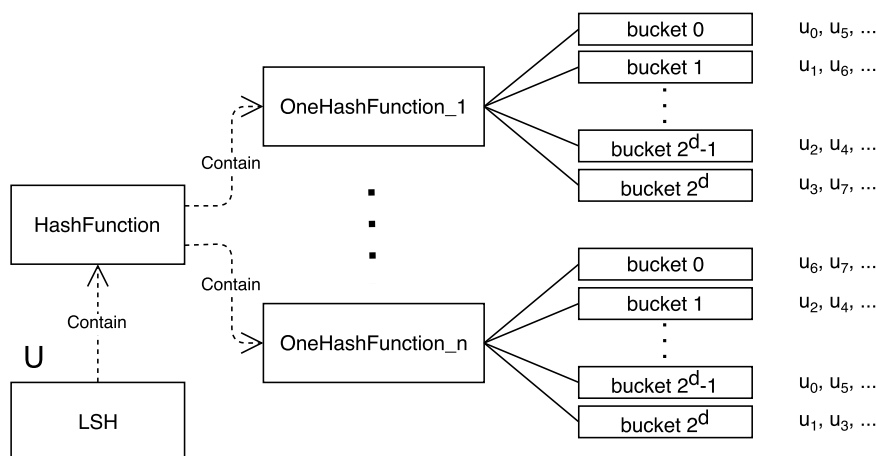 bucket 0 u₀, u₅, ...
bucket 1 u₁, u₆, ...
OneHashFunction_1
bucket 2ᵈ-1 u₂, u₄, ...
Contain
bucket 2ᵈ u₃, u₇, ...
HashFunction
bucket 0 u₆, u₇, ...
Contain
bucket 1 u₂, u₄, ...
Contain
OneHashFunction_n
U
bucket 2ᵈ-1 u₀, u₅, ...
LSH
bucket 2ᵈ u₁, u₃, ...